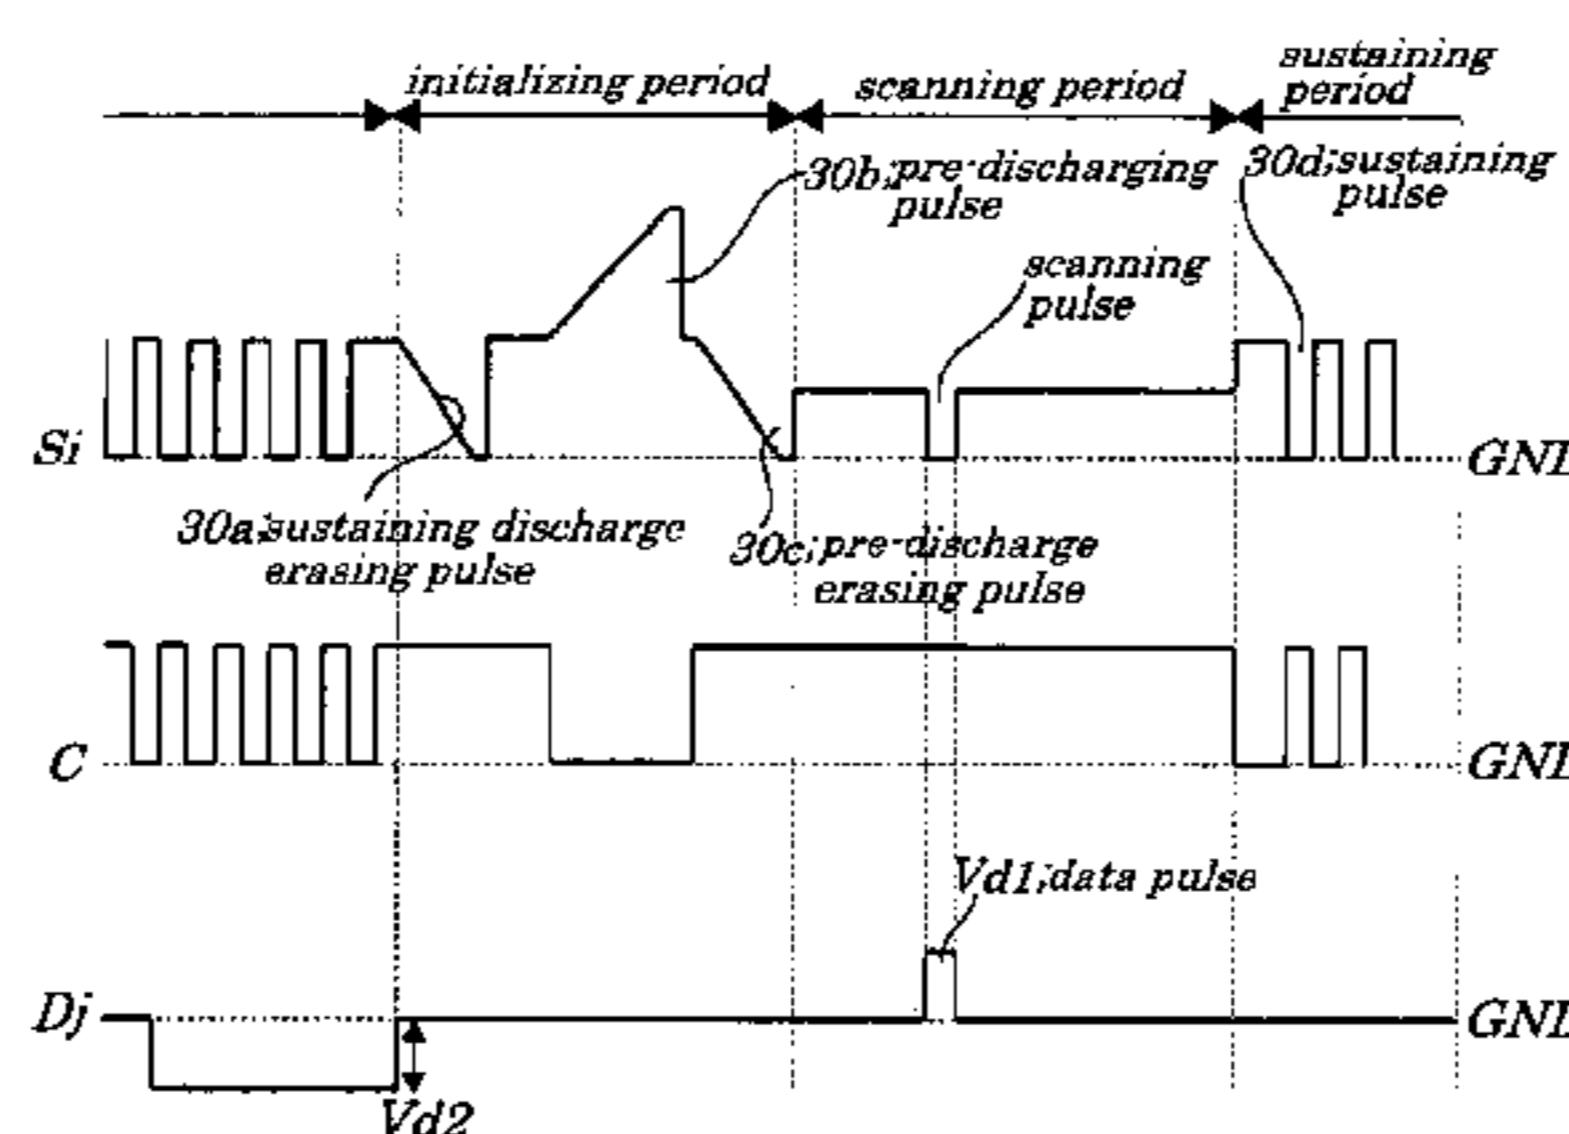 initializing period
scanning period
sustaining
period
30b;pre-discharging
pulse
30d;sustaining
pulse
scanning
pulse
Si
GND
30a;sustaining discharge
erasing pulse
30c;pre-discharge
erasing pulse
C
GND
Vd1;data pulse
Dj
GND
Vd2